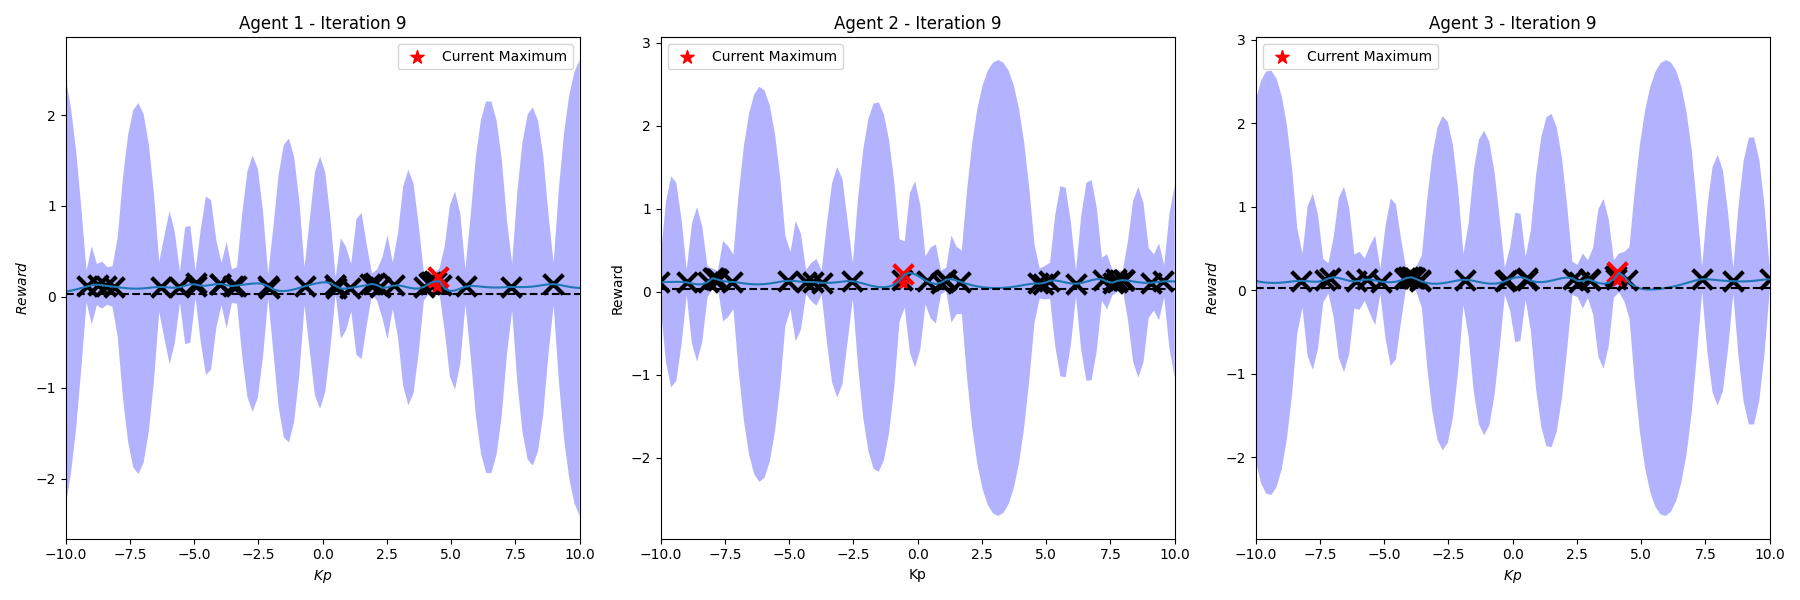 Agent 1 - Iteration 9
Current Maximum
Reward
2
1
0
−1
−2
−10.0 −7.5 −5.0 −2.5 0.0 2.5 5.0 7.5 10.0
Kp
Agent 2 - Iteration 9
Current Maximum
Reward
3
2
1
0
−1
−2
−10.0 −7.5 −5.0 −2.5 0.0 2.5 5.0 7.5 10.0
Kp
Agent 3 - Iteration 9
Current Maximum
Reward
3
2
1
0
−1
−2
−10.0 −7.5 −5.0 −2.5 0.0 2.5 5.0 7.5 10.0
Kp